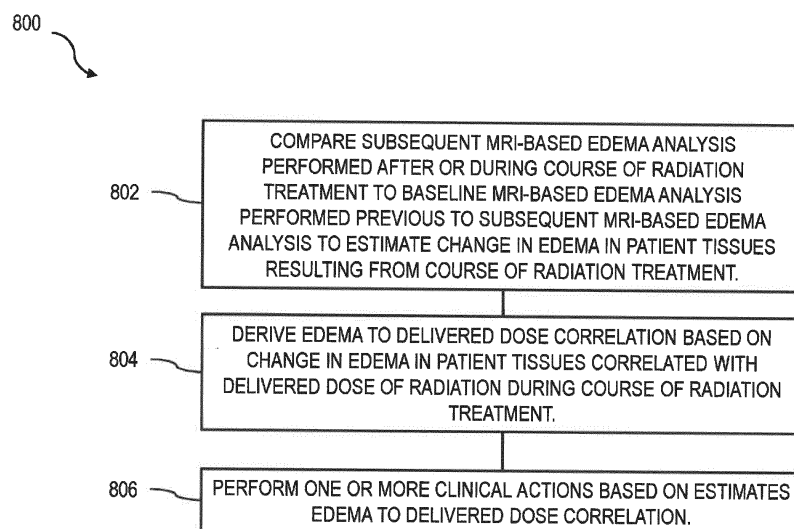 800
COMPARE SUBSEQUENT MRI-BASED EDEMA ANALYSIS
PERFORMED AFTER OR DURING COURSE OF RADIATION
TREATMENT TO BASELINE MRI-BASED EDEMA ANALYSIS
PERFORMED PREVIOUS TO SUBSEQUENT MRI-BASED EDEMA
ANALYSIS TO ESTIMATE CHANGE IN EDEMA IN PATIENT TISSUES
RESULTING FROM COURSE OF RADIATION TREATMENT.
802
DERIVE EDEMA TO DELIVERED DOSE CORRELATION BASED ON
CHANGE IN EDEMA IN PATIENT TISSUES CORRELATED WITH
DELIVERED DOSE OF RADIATION DURING COURSE OF RADIATION
TREATMENT.
804
PERFORM ONE OR MORE CLINICAL ACTIONS BASED ON ESTIMATES
EDEMA TO DELIVERED DOSE CORRELATION.
806